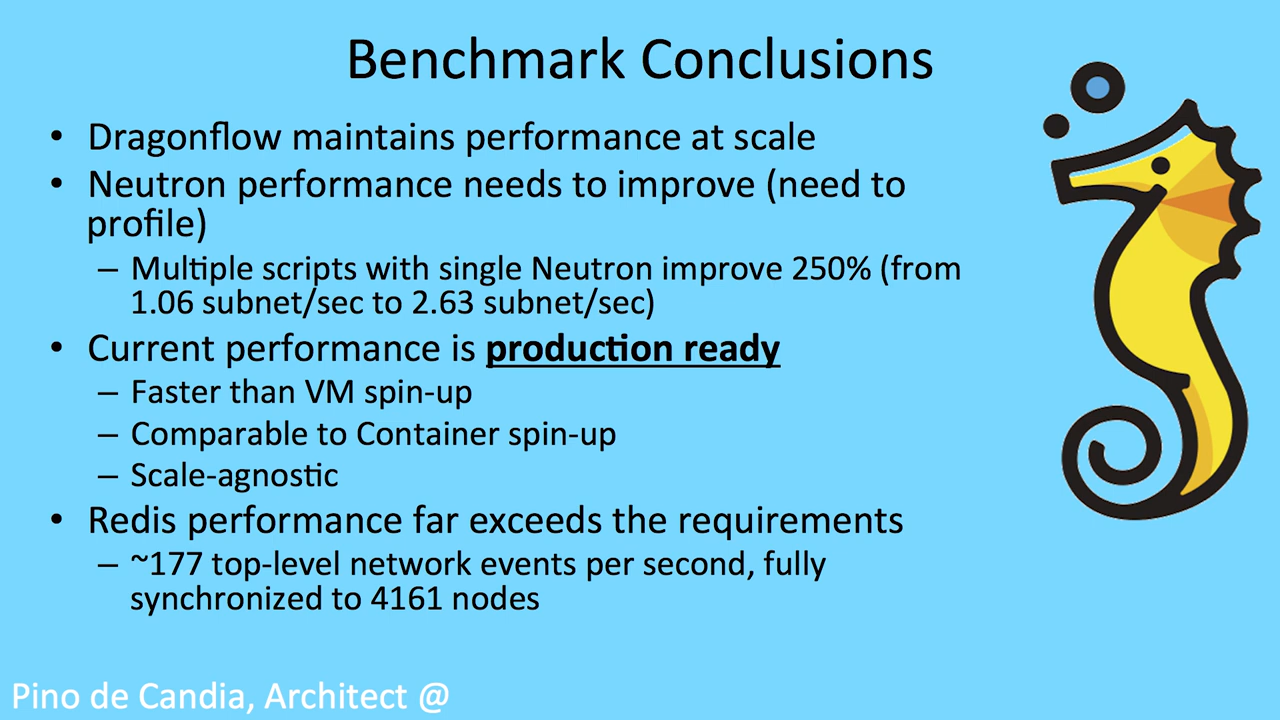 Benchmark Conclusions
• Dragonflow maintains performance at scale
• Neutron performance needs to improve (need to
profile)
– Multiple scripts with single Neutron improve 250% (from
1.06 subnet/sec to 2.63 subnet/sec)
• Current performance is production ready
– Faster than VM spin-up
– Comparable to Container spin-up
– Scale-agnostic
• Redis performance far exceeds the requirements
– ~177 top-level network events per second, fully
synchronized to 4161 nodes
Pino de Candia, Architect @